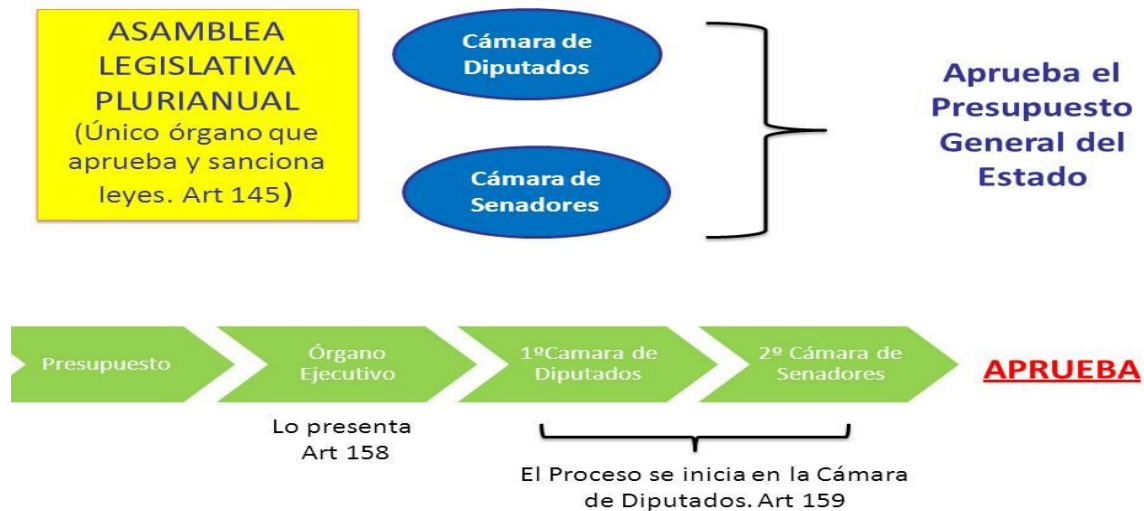 ASAMBLEA
LEGISLATIVA
PLURIANUAL
(Único órgano que
aprueba y sanciona
leyes. Art 145)
Cámara de
Diputados
Cámara de
Senadores
Aprueba el
Presupuesto
General del
Estado
Presupuesto
Órgano
Ejecutivo
1ºCamara de
Diputados
2º Cámara de
Senadores
APRUEBA
Lo presenta
Art 158
El Proceso se inicia en la Cámara
de Diputados. Art 159